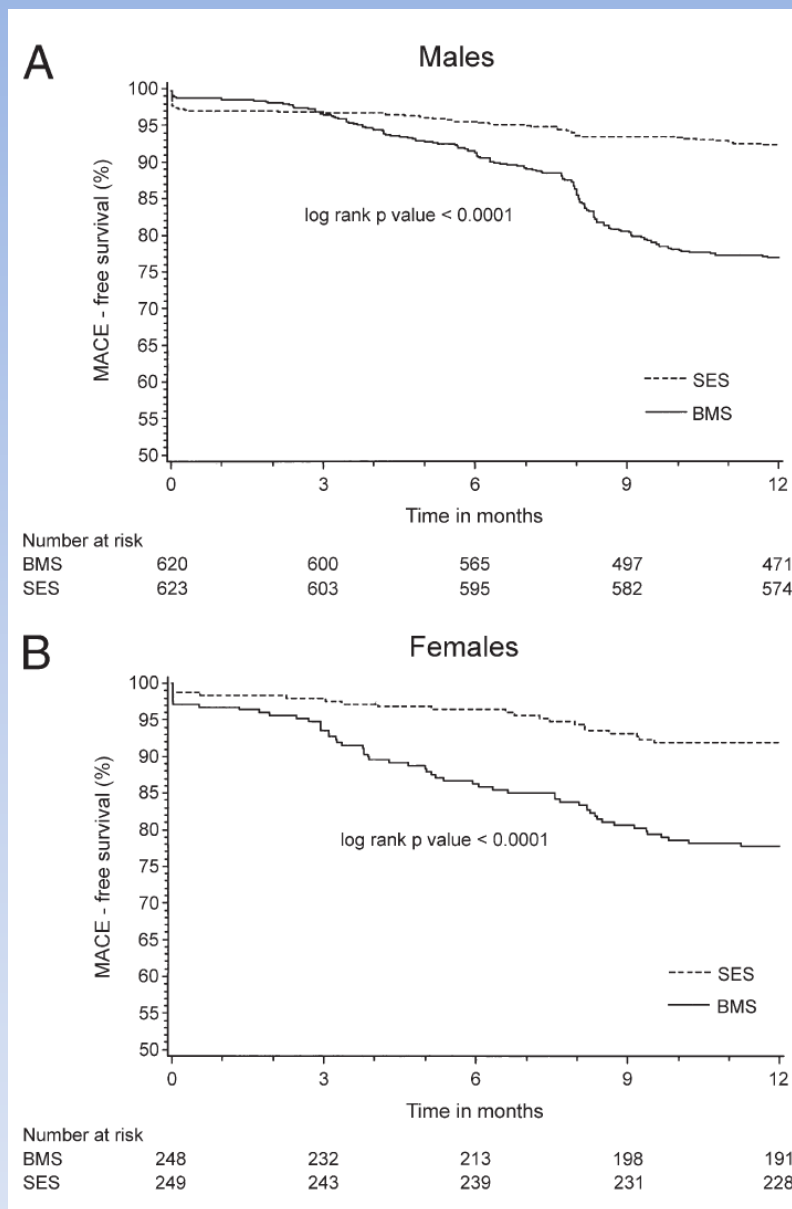 A
Males
100
95
90
85
80
75
70
65
60
55
50
MACE - free survival (%)
log rank p value < 0.0001
SES
BMS
0 3 6 9 12
Time in months
Number at risk
BMS 620 600 565 497 471
SES 623 603 595 582 574
B
Females
100
95
90
85
80
75
70
65
60
55
50
MACE - free survival (%)
log rank p value < 0.0001
SES
BMS
0 3 6 9 12
Time in months
Number at risk
BMS 248 232 213 198 191
SES 249 243 239 231 228